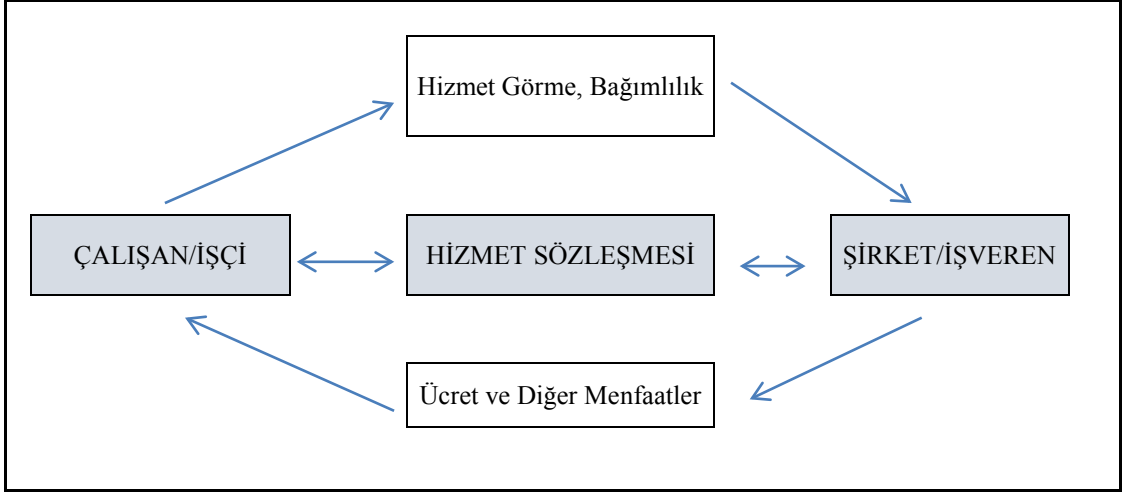 Hizmet Görme, Bağımlılık
ÇALIŞAN/İŞÇİ
HİZMET SÖZLEŞMESİ
ŞİRKET/İŞVEREN
Ücret ve Diğer Menfaatler